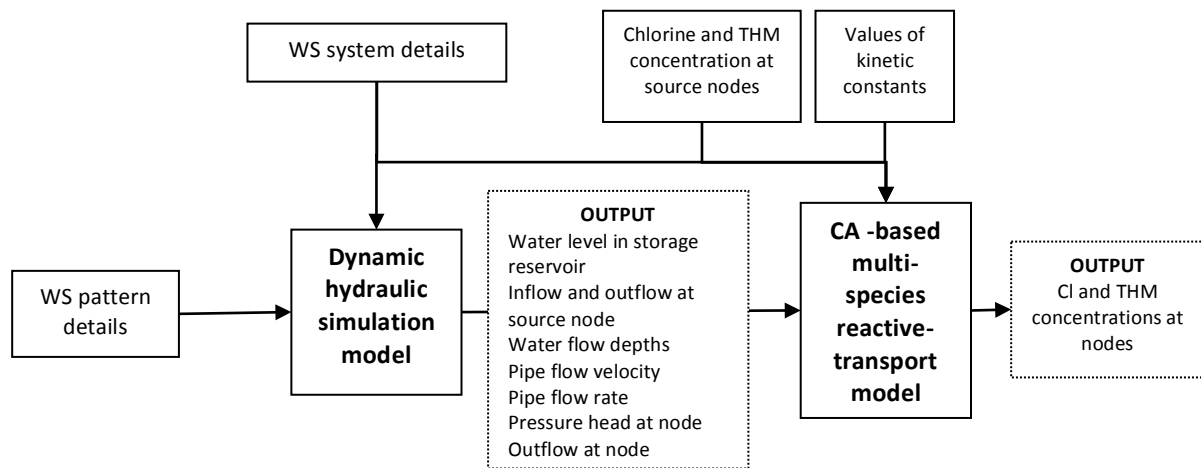 WS system details
Chlorine and THM
concentration at
source nodes
Values of
kinetic
constants
WS pattern
details
Dynamic
hydraulic
simulation
model
OUTPUT
Water level in storage
reservoir
Inflow and outflow at
source node
Water flow depths
Pipe flow velocity
Pipe flow rate
Pressure head at node
Outflow at node
CA -based
multi-
species
reactive-
transport
model
OUTPUT
Cl and THM
concentrations at
nodes